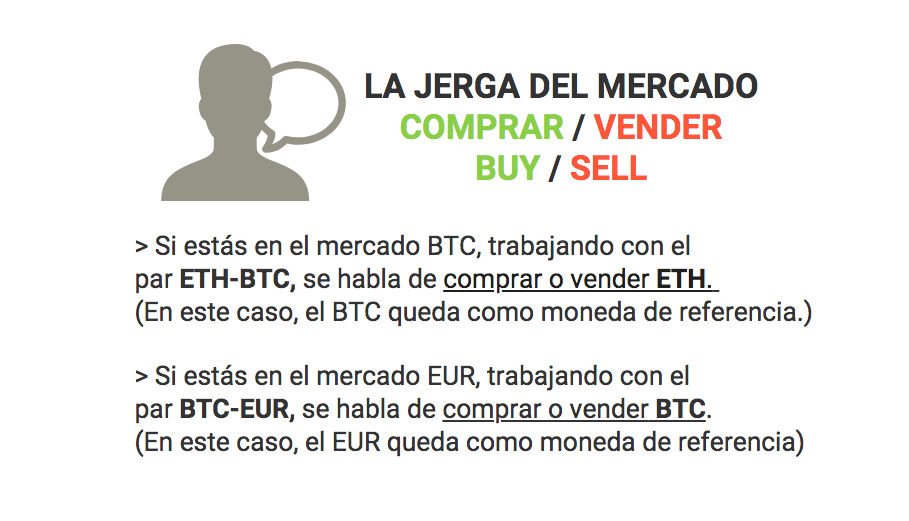 LA JERGA DEL MERCADO
COMPRAR / VENDER
BUY / SELL
> Si estás en el mercado BTC, trabajando con el
par ETH-BTC, se habla de comprar o vender ETH.
(En este caso, el BTC queda como moneda de referencia.)
> Si estás en el mercado EUR, trabajando con el
par BTC-EUR, se habla de comprar o vender BTC.
(En este caso, el EUR queda como moneda de referencia)